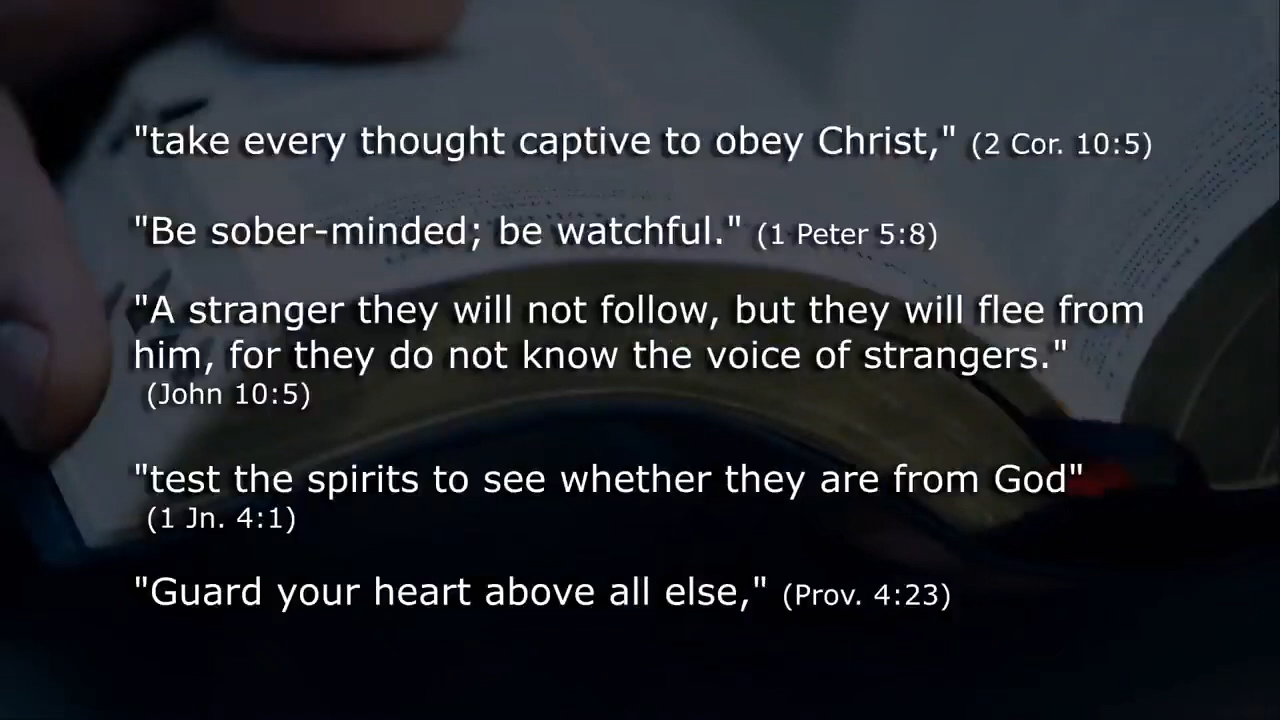 "take every thought captive to obey Christ," (2 Cor. 10:5)
"Be sober-minded; be watchful." (1 Peter 5:8)
"A stranger they will not follow, but they will flee from
him, for they do not know the voice of strangers."
(John 10:5)
"test the spirits to see whether they are from God"
(1 Jn. 4:1)
"Guard your heart above all else," (Prov. 4:23)